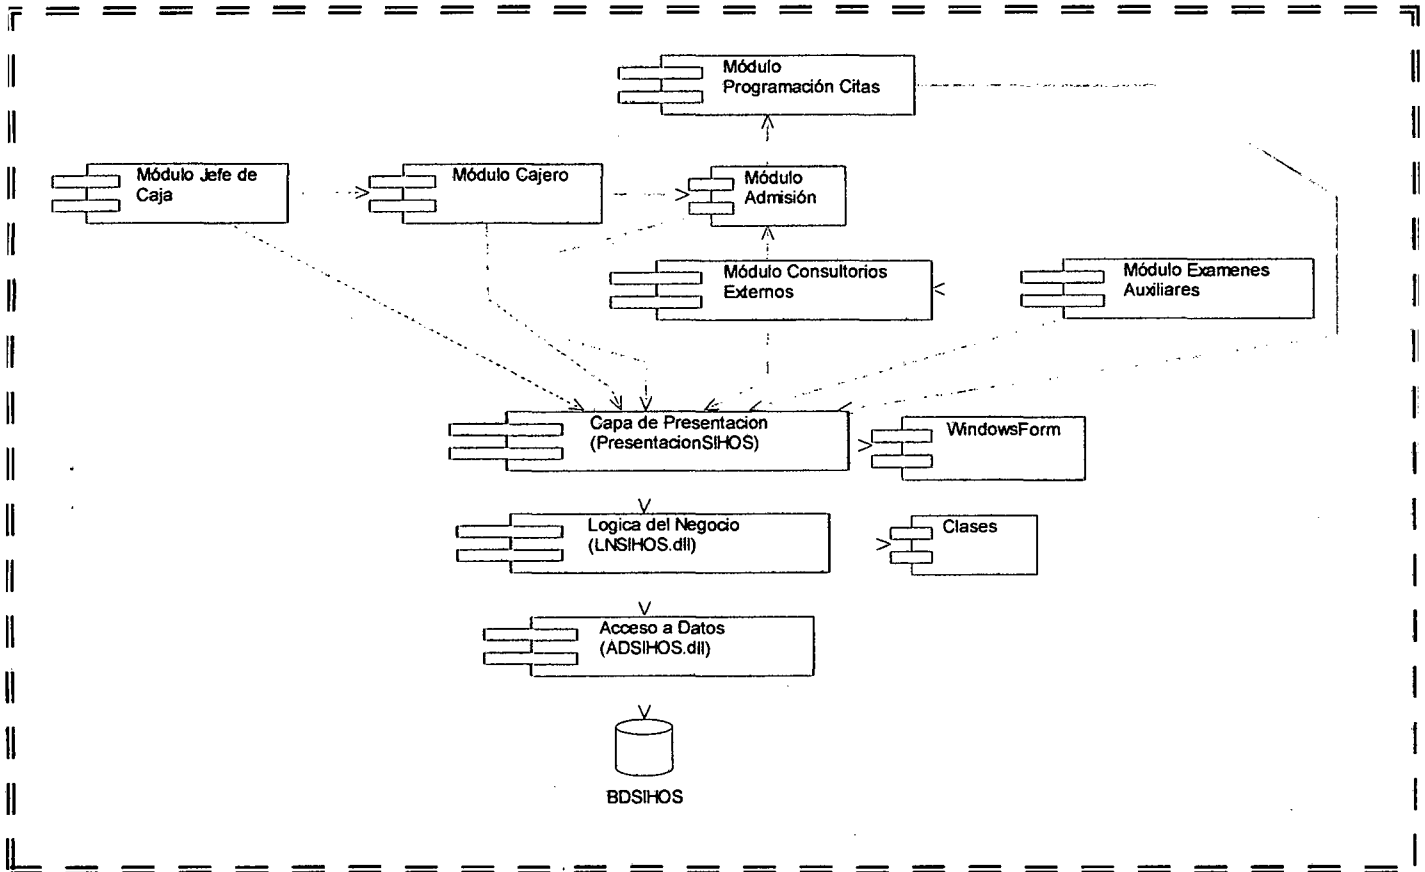 Módulo
Programación Citas
Módulo Jefe de
Caja
Módulo Cajero
Módulo
Admisión
Módulo Consultorios
Externos
Módulo Examenes
Auxiliares
Capa de Presentacion
(PresentacionSIHOS)
WindowsForm
Logica del Negocio
(LNSIHOS.dll)
Clases
Acceso a Datos
(ADSIHOS.dll)
BDSIHOS